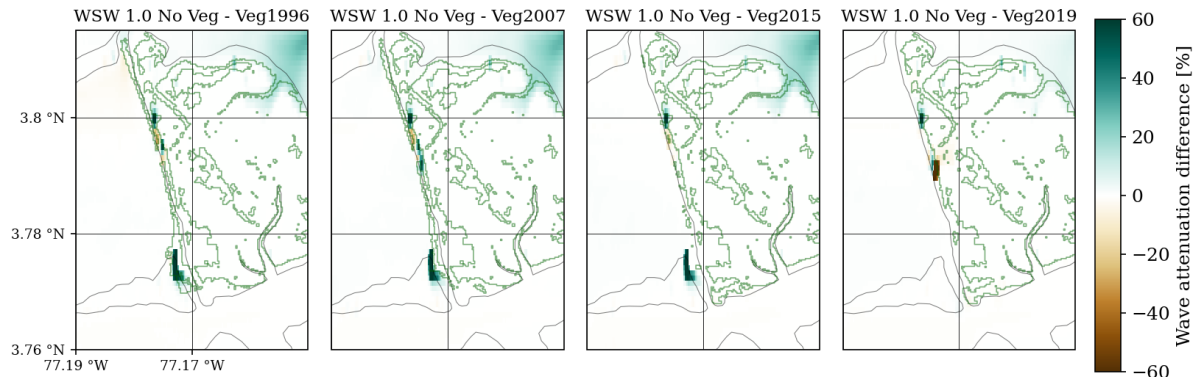 WSW 1.0 No Veg - Veg1996
WSW 1.0 No Veg - Veg2007
WSW 1.0 No Veg - Veg2015
WSW 1.0 No Veg - Veg2019
3.8 °N
3.78 °N
3.76 °N
77.19 °W
77.17 °W
60
40
20
0
−20
−40
−60
Wave attenuation difference [%]